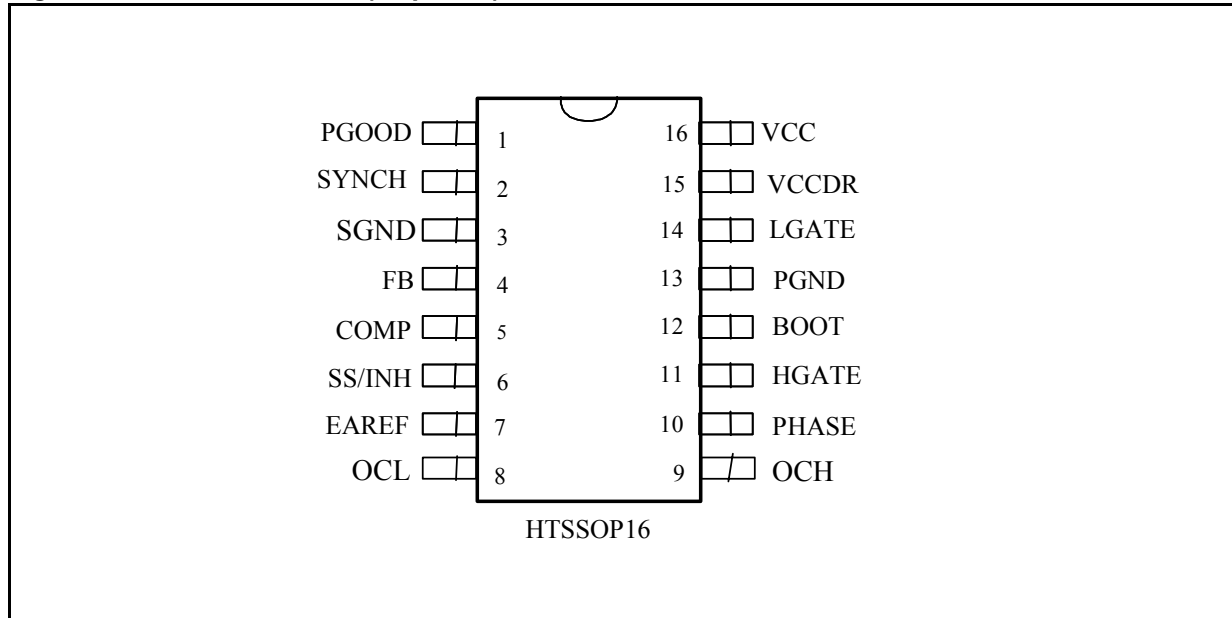 PGOOD 1 16 VCC
SYNCH 2 15 VCCDR
SGND 3 14 LGATE
FB 4 13 PGND
COMP 5 12 BOOT
SS/INH 6 11 HGATE
EAREF 7 10 PHASE
OCL 8 9 OCH
HTSSOP16